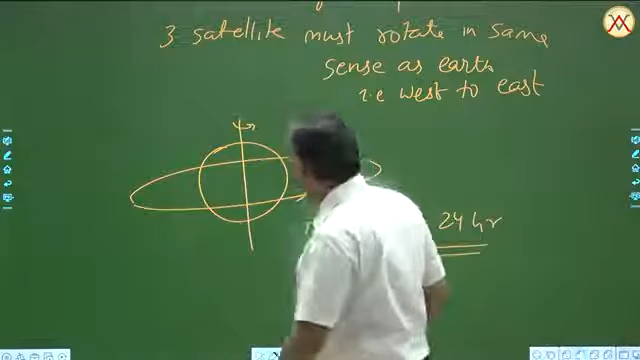 3 satellite must rotate in same
sense as earth
i.e west to east
24 hr